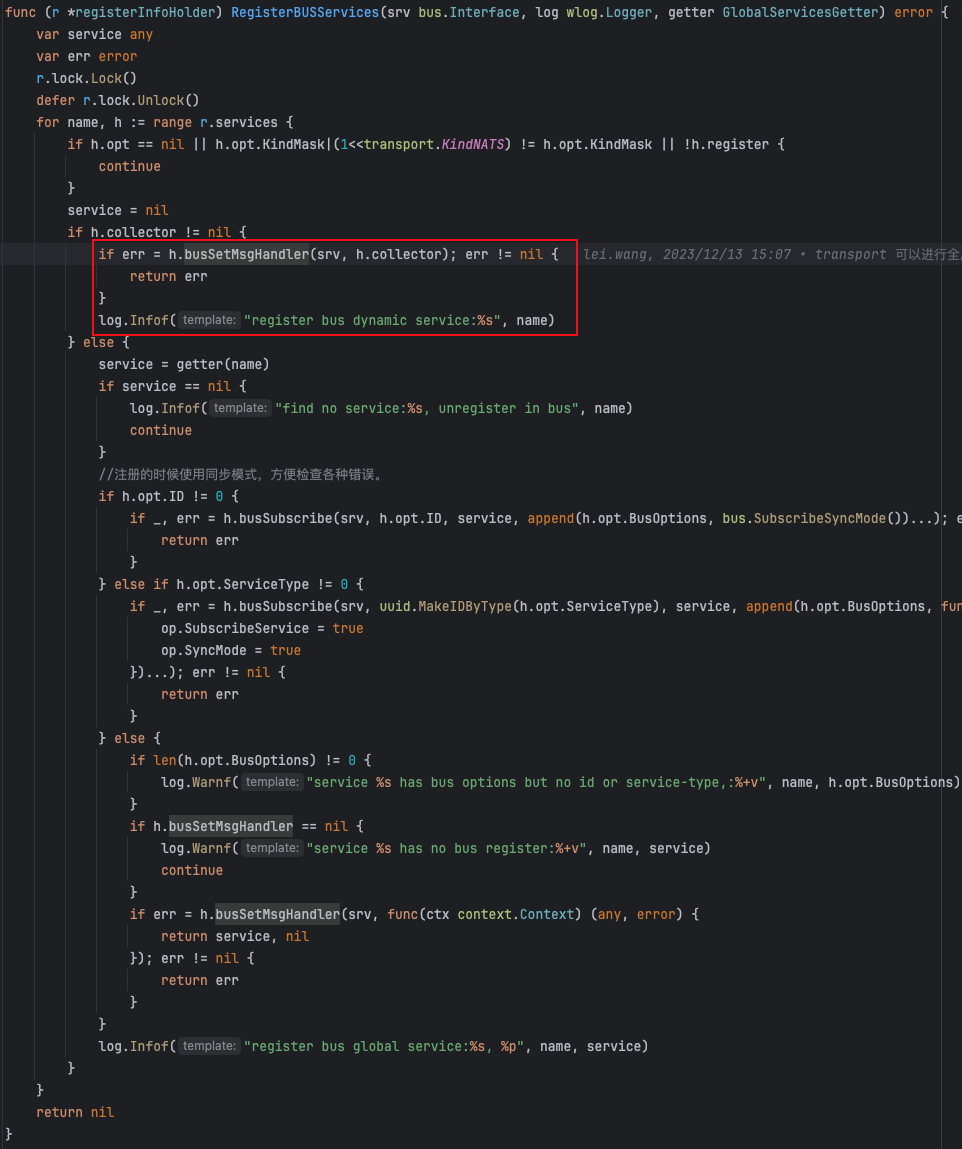 func (r *registerInfoHolder) RegisterBUSServices(srv bus.Interface, log wlog.Logger, getter GlobalServicesGetter) error {
    var service any
    var err error
    r.lock.Lock()
    defer r.lock.Unlock()
    for name, h := range r.services {
        if h.opt == nil || h.opt.KindMask|(1<<transport.KindNATS) != h.opt.KindMask || !h.register {
            continue
        }
        service = nil
        if h.collector != nil {
            if err = h.busSetMsgHandler(srv, h.collector); err != nil {    lei.wang, 2023/12/13 15:07 • transport 可以进行全
                return err
            }
            log.Infof( template: "register bus dynamic service:%s", name)
        } else {
            service = getter(name)
            if service == nil {
                log.Infof( template: "find no service:%s, unregister in bus", name)
                continue
            }
            //注册的时候使用同步模式，方便检查各种错误。
            if h.opt.ID != 0 {
                if _, err = h.busSubscribe(srv, h.opt.ID, service, append(h.opt.BusOptions, bus.SubscribeSyncMode())...); e
                    return err
                }
            } else if h.opt.ServiceType != 0 {
                if _, err = h.busSubscribe(srv, uuid.MakeIDByType(h.opt.ServiceType), service, append(h.opt.BusOptions, fun
                    op.SubscribeService = true
                    op.SyncMode = true
                })...); err != nil {
                    return err
                }
            } else {
                if len(h.opt.BusOptions) != 0 {
                    log.Warnf( template: "service %s has bus options but no id or service-type,:%+v", name, h.opt.BusOptions)
                }
                if h.busSetMsgHandler == nil {
                    log.Warnf( template: "service %s has no bus register:%+v", name, service)
                    continue
                }
                if err = h.busSetMsgHandler(srv, func(ctx context.Context) (any, error) {
                    return service, nil
                }); err != nil {
                    return err
                }
            }
            log.Infof( template: "register bus global service:%s, %p", name, service)
        }
    }
    return nil
}